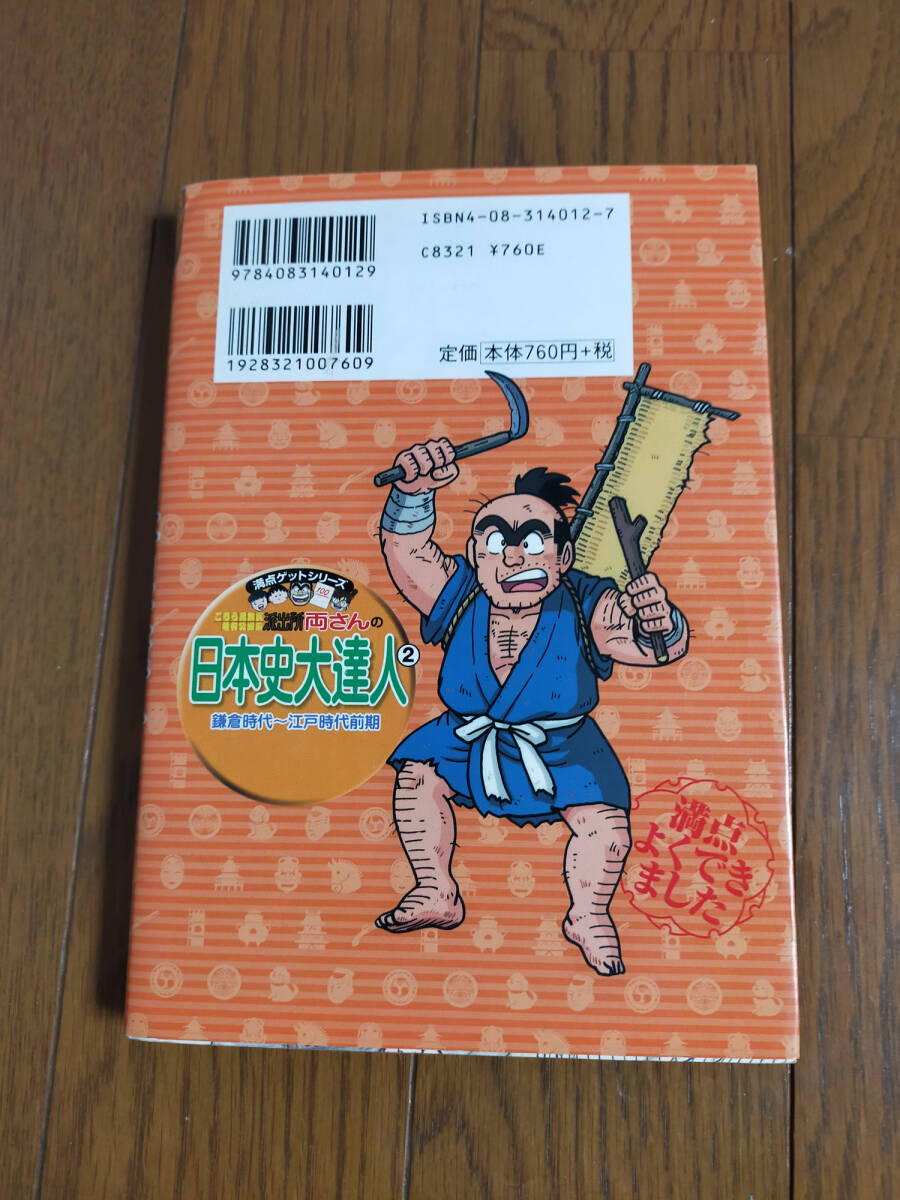 ISBN4-08-314012-7
C8321 ¥760E
9784083140129
1928321007609
定価 本体760円+税
満点ゲットシリーズ
100
こちら葛飾区
亀有公園前
派出所 両さんの
日本史大達人②
鎌倉時代～江戸時代前期
満点
よくでき
ました